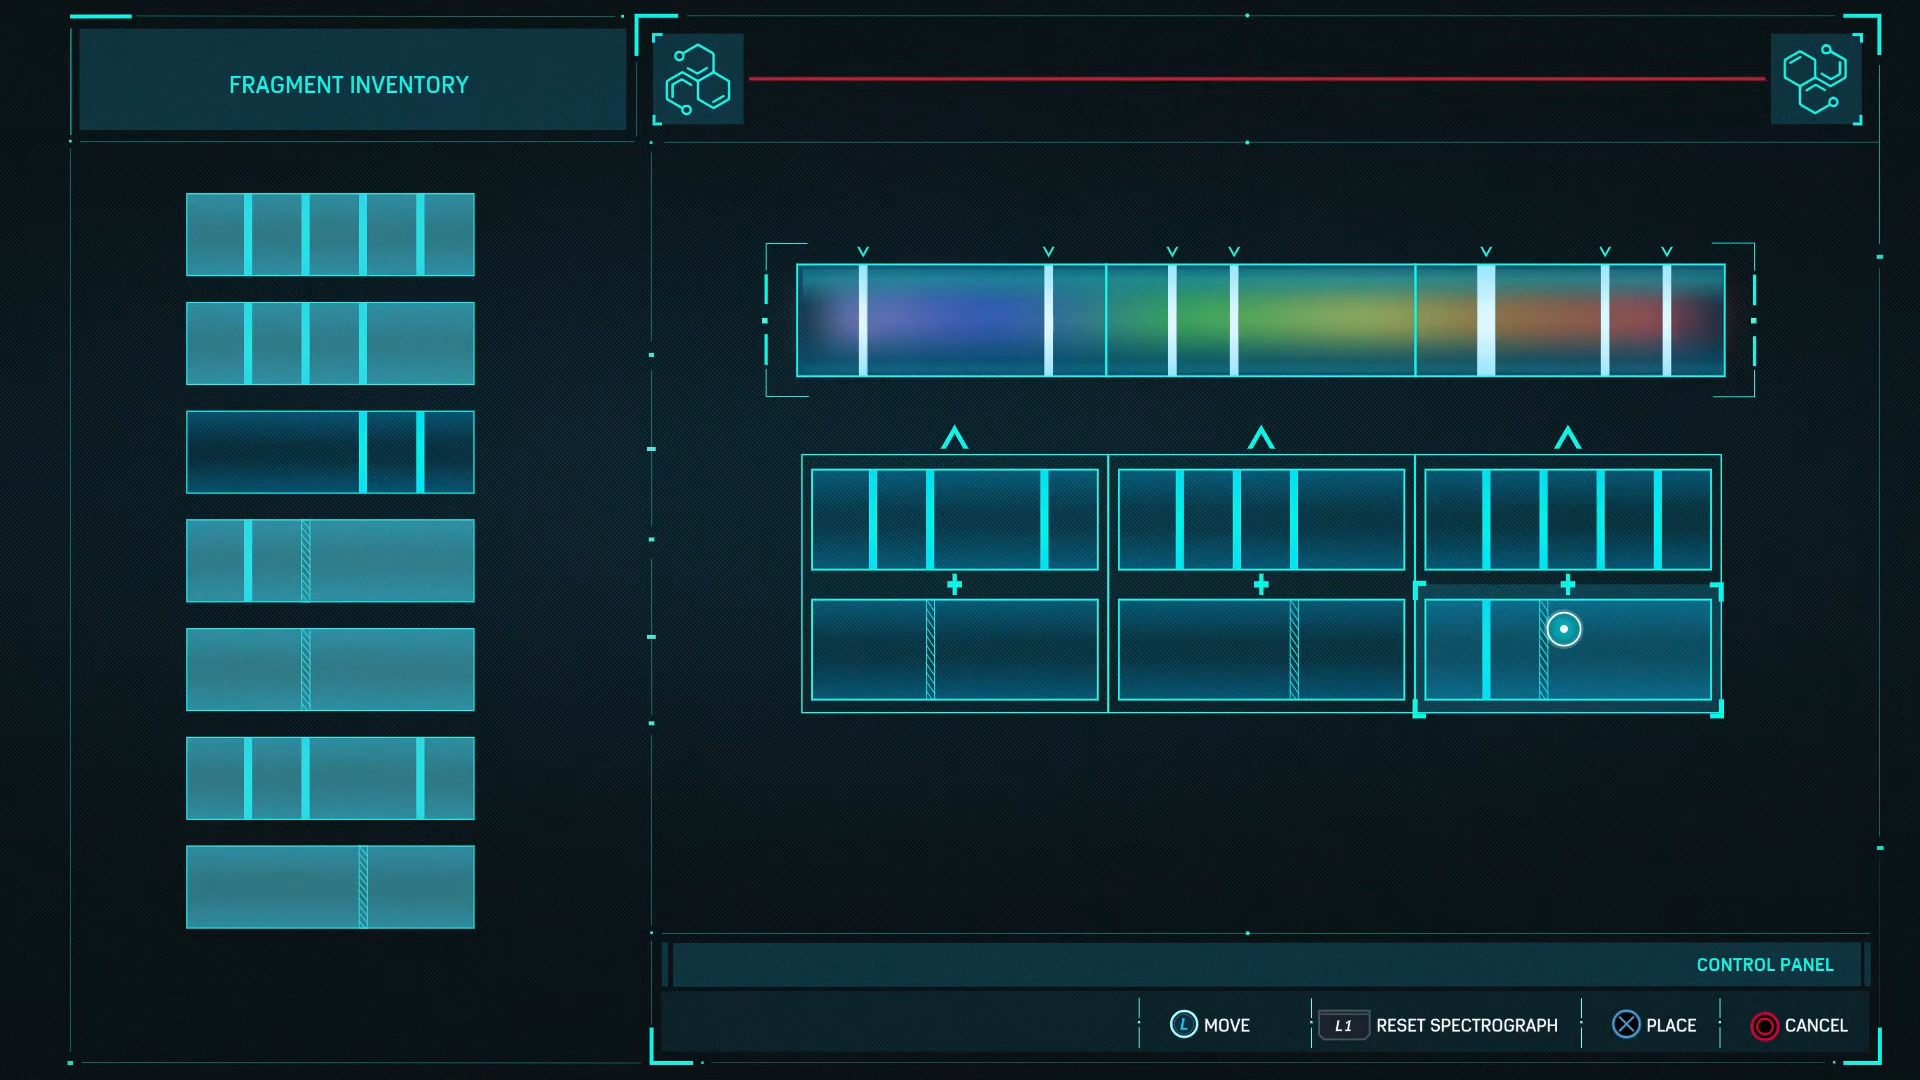 FRAGMENT INVENTORY
CONTROL PANEL
L MOVE
L1 RESET SPECTROGRAPH
PLACE
CANCEL